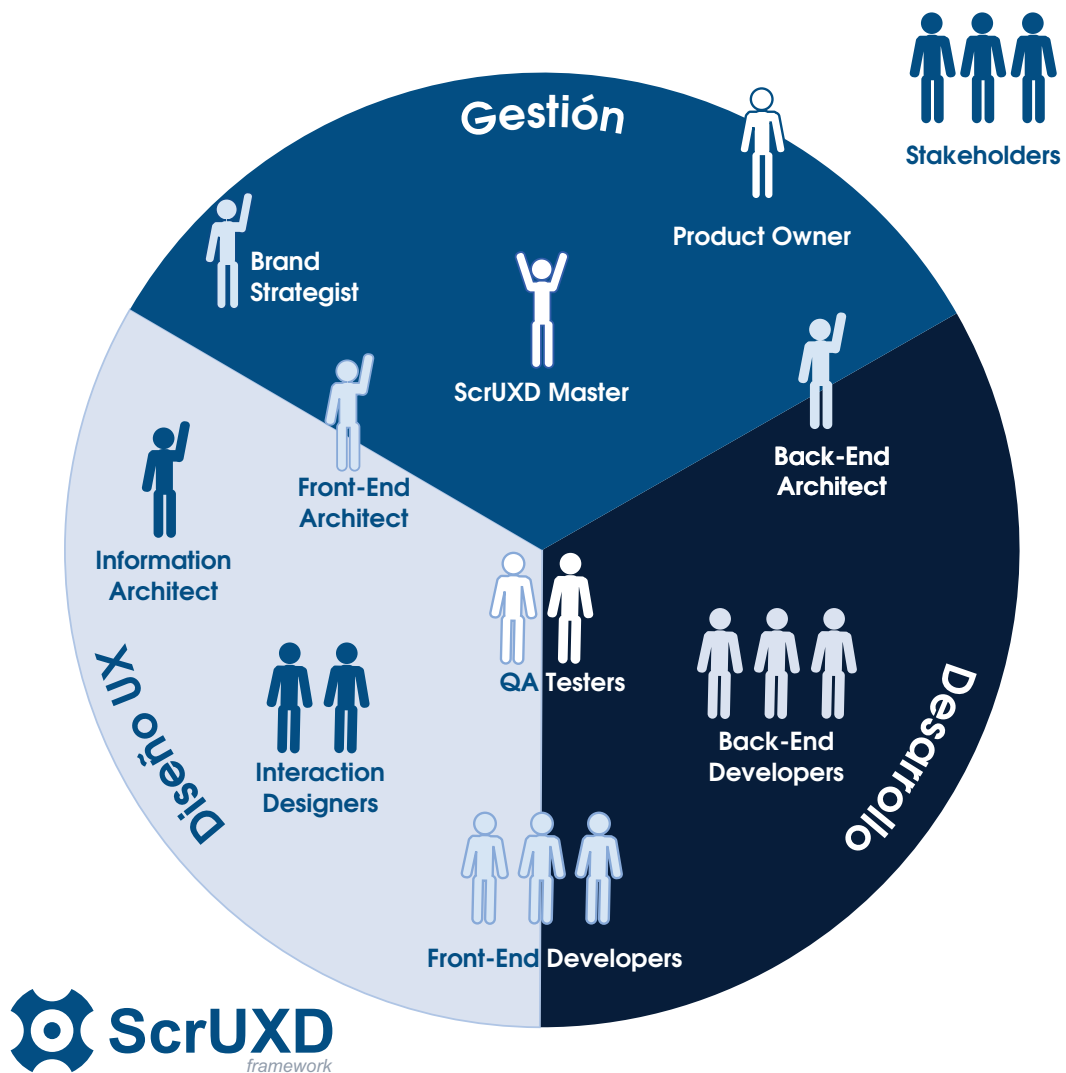 Stakeholders
Gestión
Product Owner
Brand
Strategist
ScrUXD Master
Back-End
Architect
Front-End
Architect
Information
Architect
QA Testers
Diseño UX
Desarrollo
Back-End
Developers
Interaction
Designers
Front-End Developers
ScrUXD
framework